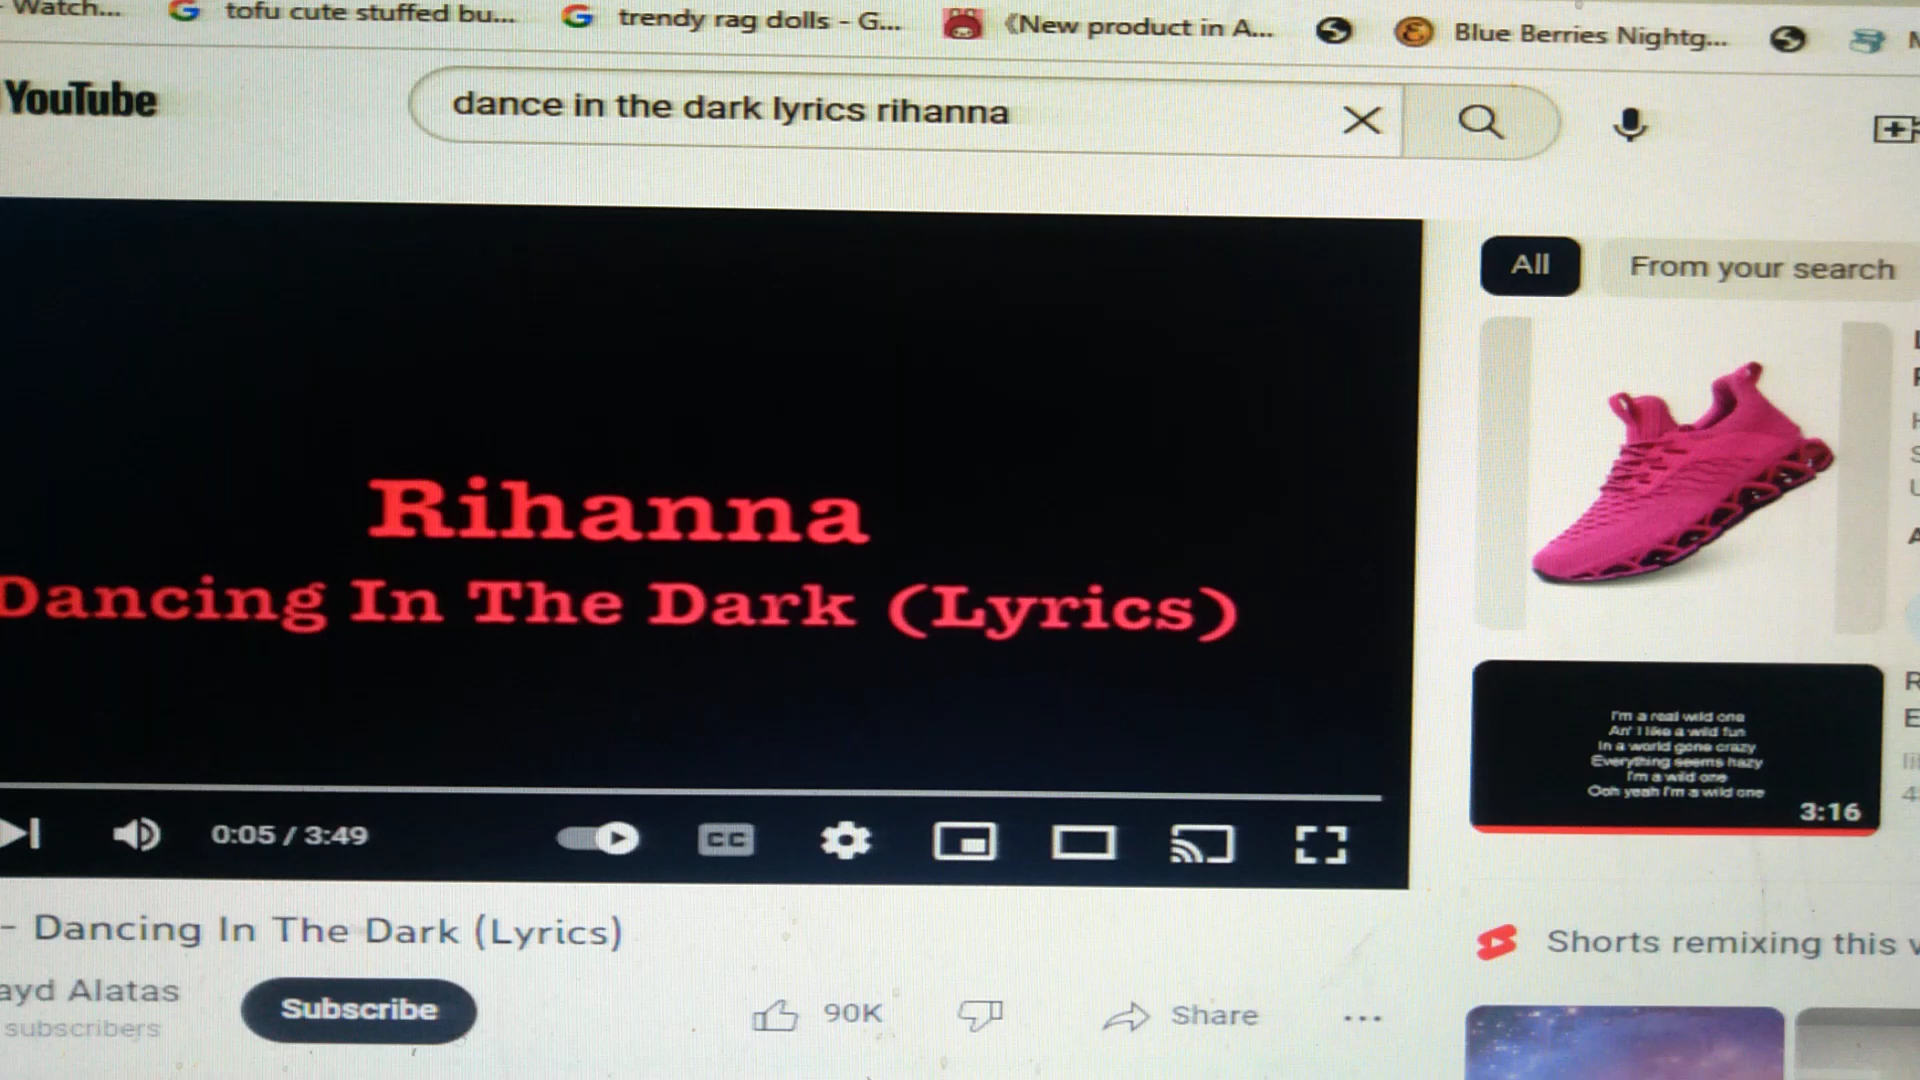 Watch...
tofu cute stuffed bu...
trendy rag dolls - G...
《New product in A...
Blue Berries Nightg...
YouTube
dance in the dark lyrics rihanna
All
From your search
Rihanna
Dancing In The Dark (Lyrics)
I'm a real wild one
An' I like a wild fun
In a world gone crazy
Everything seems hazy
I'm a wild one
Ooh yeah I'm a wild one
3:16
0:05 / 3:49
CC
- Dancing In The Dark (Lyrics)
Shorts remixing this
ayd Alatas
subscribers
Subscribe
90K
Share